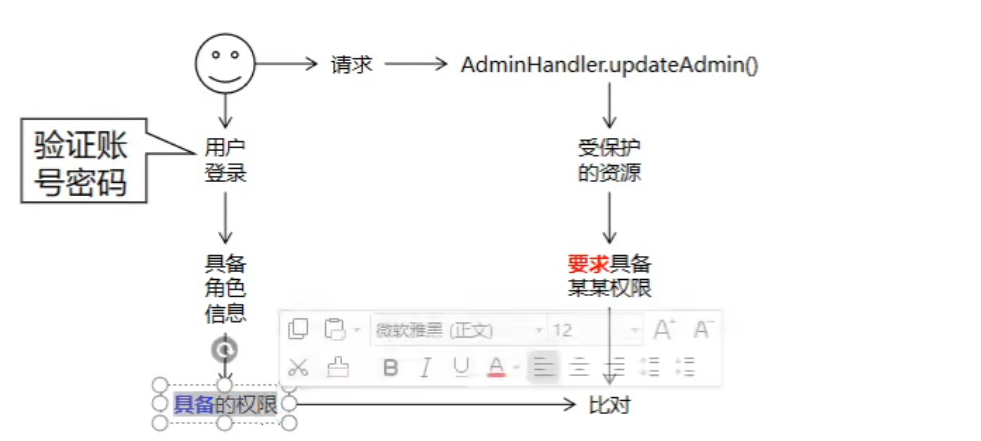 请求
AdminHandler.updateAdmin()
验证账
号密码
用户
登录
受保护
的资源
具备
角色
信息
要求具备
某某权限
微软雅黑 (正文)
12
A+
A-
B
I
U
A
具备的权限
比对